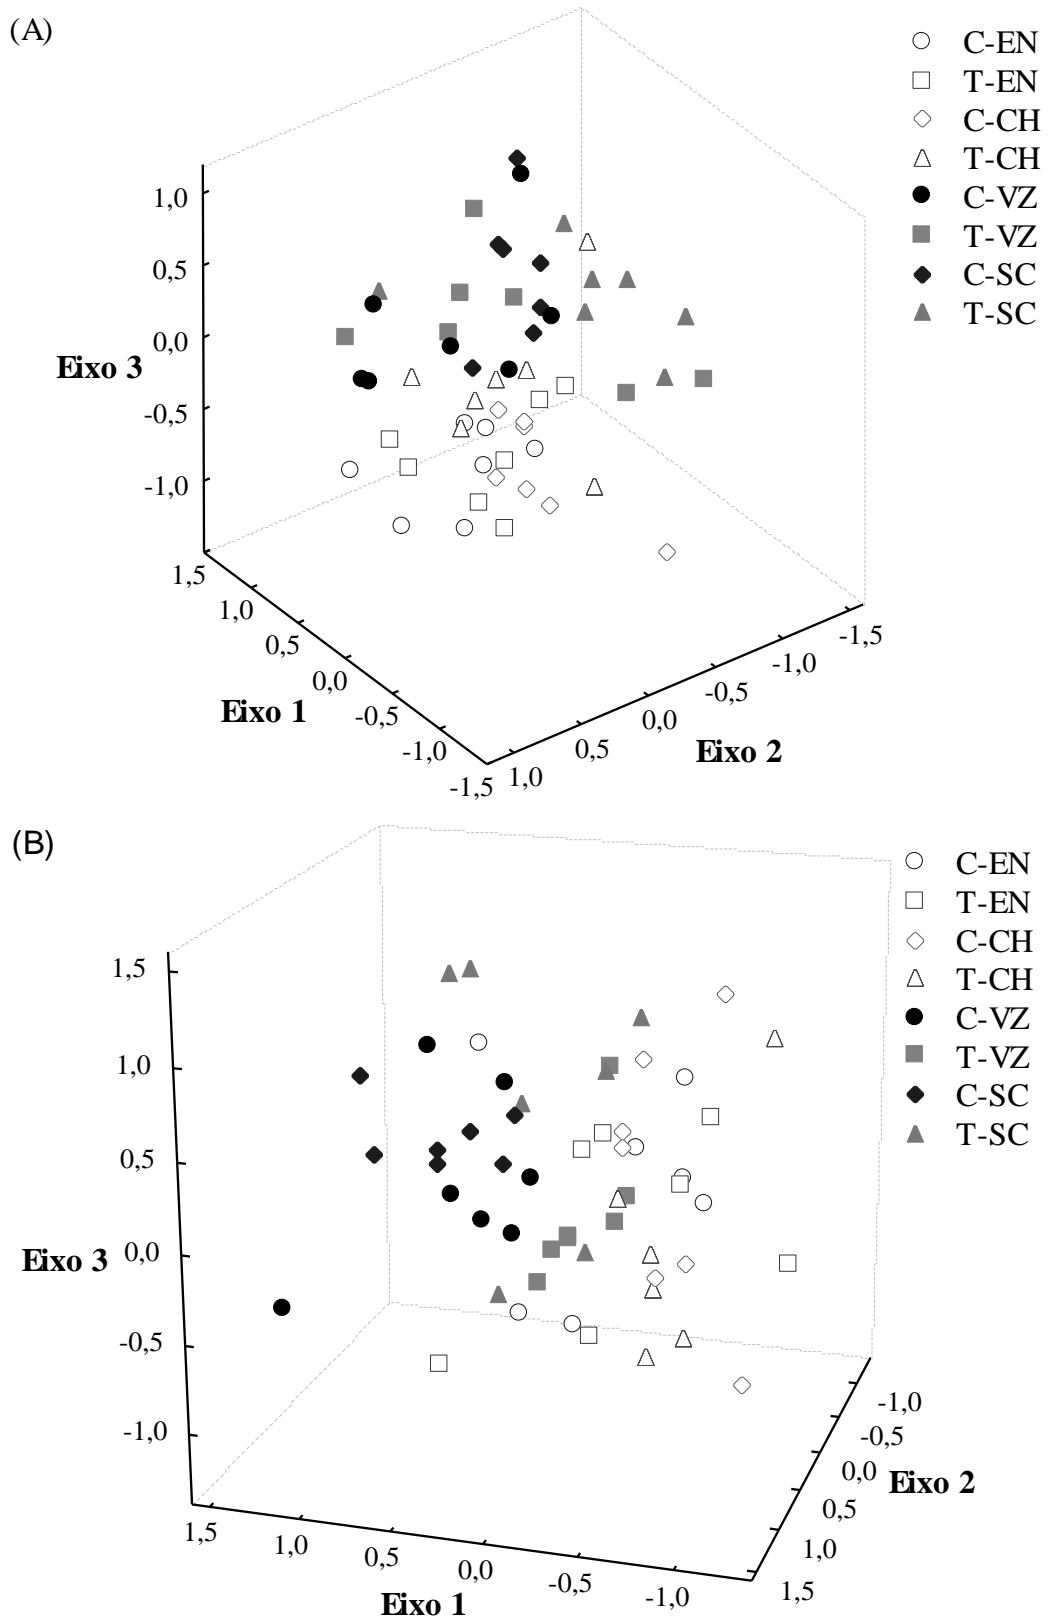 (A)
C-EN
T-EN
C-CH
T-CH
C-VZ
T-VZ
C-SC
T-SC
1,0
0,5
0,0
Eixo 3
-0,5
-1,0
1,5
1,0
0,5
0,0
-0,5
-1,0
-1,5
Eixo 1
-1,5
-1,0
-0,5
0,0
0,5
1,0
Eixo 2
(B)
C-EN
T-EN
C-CH
T-CH
C-VZ
T-VZ
C-SC
T-SC
1,5
1,0
0,5
Eixo 3 0,0
-0,5
-1,0
1,5
1,0
0,5
0,0
-0,5
-1,0
Eixo 1
-1,0
-0,5
0,0
Eixo 2
0,5
1,0
1,5